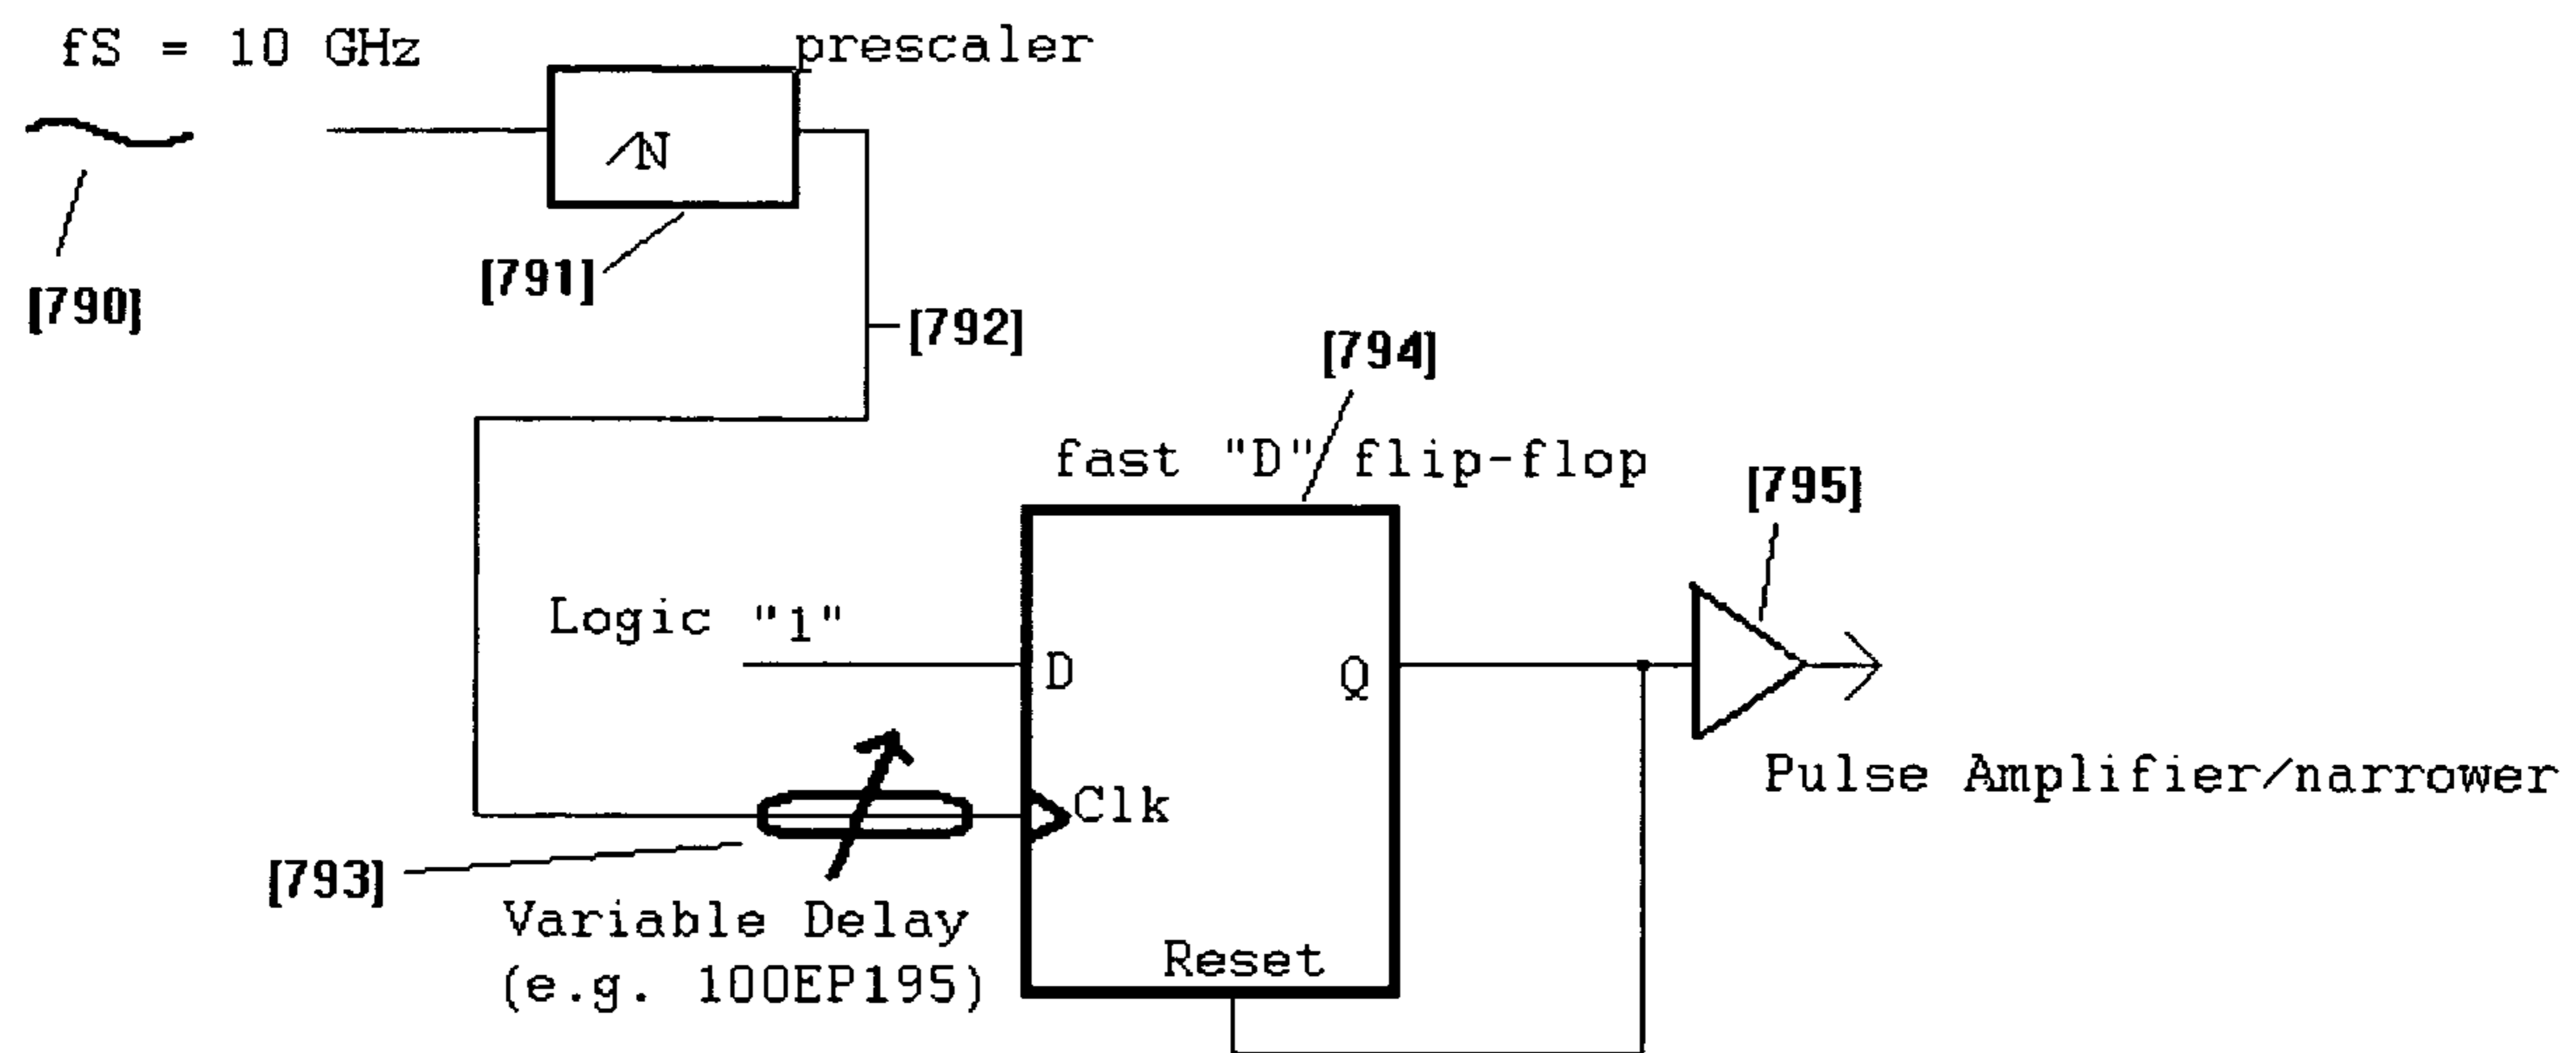 fS = 10 GHz
prescaler
/N
[790]
[791]
[792]
[794]
fast "D" flip-flop
[795]
Logic "1"
D
Q
Clk
Pulse Amplifier/narrower
[793]
Variable Delay
(e.g. 100EP195)
Reset